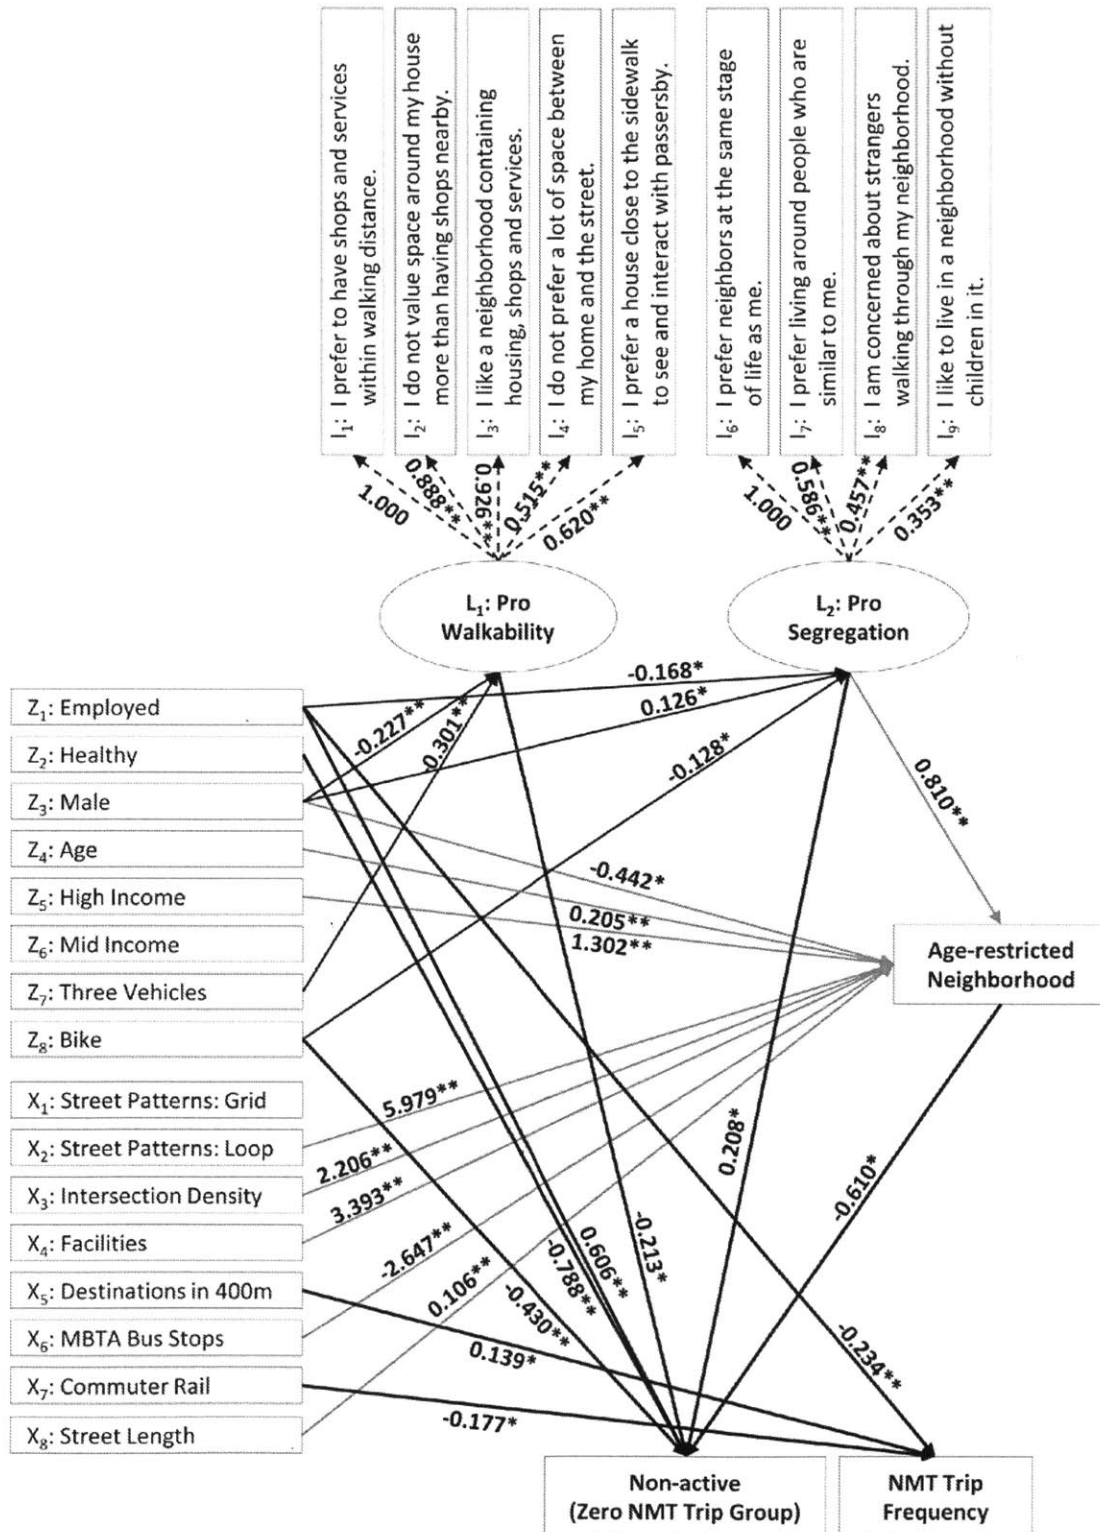 I₁: I prefer to have shops and services
within walking distance.
I₂: I do not value space around my house
more than having shops nearby.
I₃: I like a neighborhood containing
housing, shops and services.
I₄: I do not prefer a lot of space between
my home and the street.
I₅: I prefer a house close to the sidewalk
to see and interact with passersby.
I₆: I prefer neighbors at the same stage
of life as me.
I₇: I prefer living around people who are
similar to me.
I₈: I am concerned about strangers
walking through my neighborhood.
I₉: I like to live in a neighborhood without
children in it.
1.000
0.888**
0.926**
0.515**
0.620**
1.000
0.586**
0.457**
0.353**
L₁: Pro
Walkability
L₂: Pro
Segregation
Z₁: Employed
Z₂: Healthy
Z₃: Male
Z₄: Age
Z₅: High Income
Z₆: Mid Income
Z₇: Three Vehicles
Z₈: Bike
X₁: Street Patterns: Grid
X₂: Street Patterns: Loop
X₃: Intersection Density
X₄: Facilities
X₅: Destinations in 400m
X₆: MBTA Bus Stops
X₇: Commuter Rail
X₈: Street Length
-0.168*
0.126*
-0.227**
-0.301**
-0.128*
0.810**
-0.442*
0.205**
1.302**
Age-restricted
Neighborhood
5.979**
2.206**
3.393**
-2.647**
0.106**
0.208*
-0.610*
-0.213*
0.606**
-0.788**
-0.430**
0.139*
-0.234**
-0.177*
Non-active
(Zero NMT Trip Group)
NMT Trip
Frequency